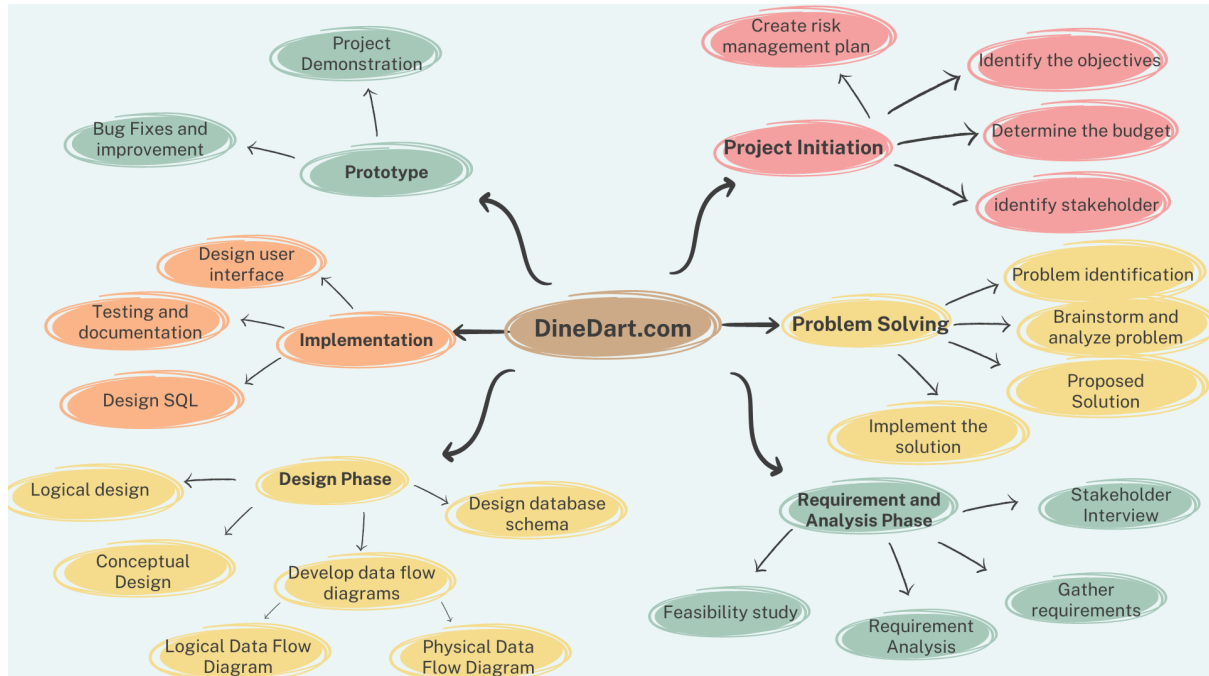 Project
Demonstration
Bug Fixes and
improvement
Prototype
Create risk
management plan
Identify the objectives
Project Initiation
Determine the budget
identify stakeholder
Design user
interface
Testing and
documentation
Implementation
Design SQL
DineDart.com
Problem Solving
Problem identification
Brainstorm and
analyze problem
Proposed
Solution
Implement the
solution
Design Phase
Logical design
Conceptual
Design
Develop data flow
diagrams
Design database
schema
Logical Data Flow
Diagram
Physical Data
Flow Diagram
Requirement and
Analysis Phase
Stakeholder
Interview
Gather
requirements
Requirement
Analysis
Feasibility study